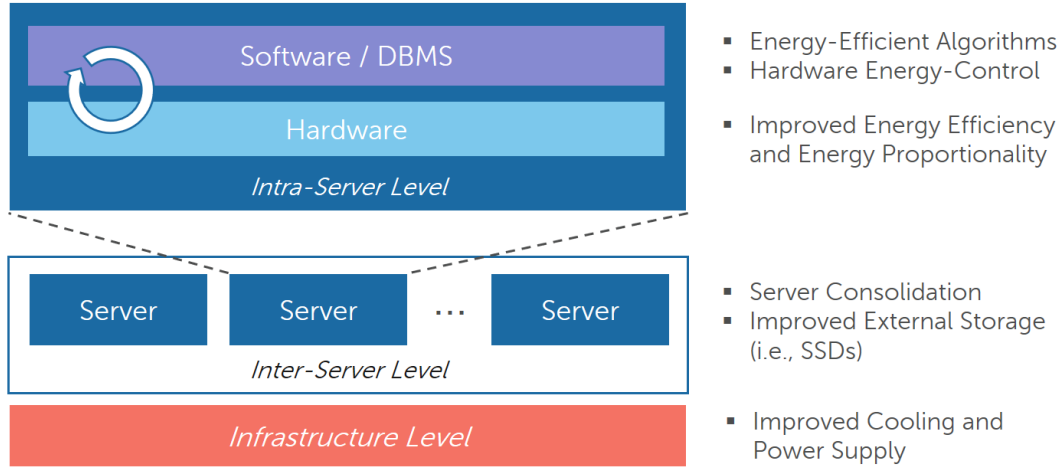 Software / DBMS
Hardware
Intra-Server Level
▪ Energy-Efficient Algorithms
▪ Hardware Energy-Control
▪ Improved Energy Efficiency
and Energy Proportionality
Server
Server
...
Server
Inter-Server Level
▪ Server Consolidation
▪ Improved External Storage
(i.e., SSDs)
Infrastructure Level
▪ Improved Cooling and
Power Supply